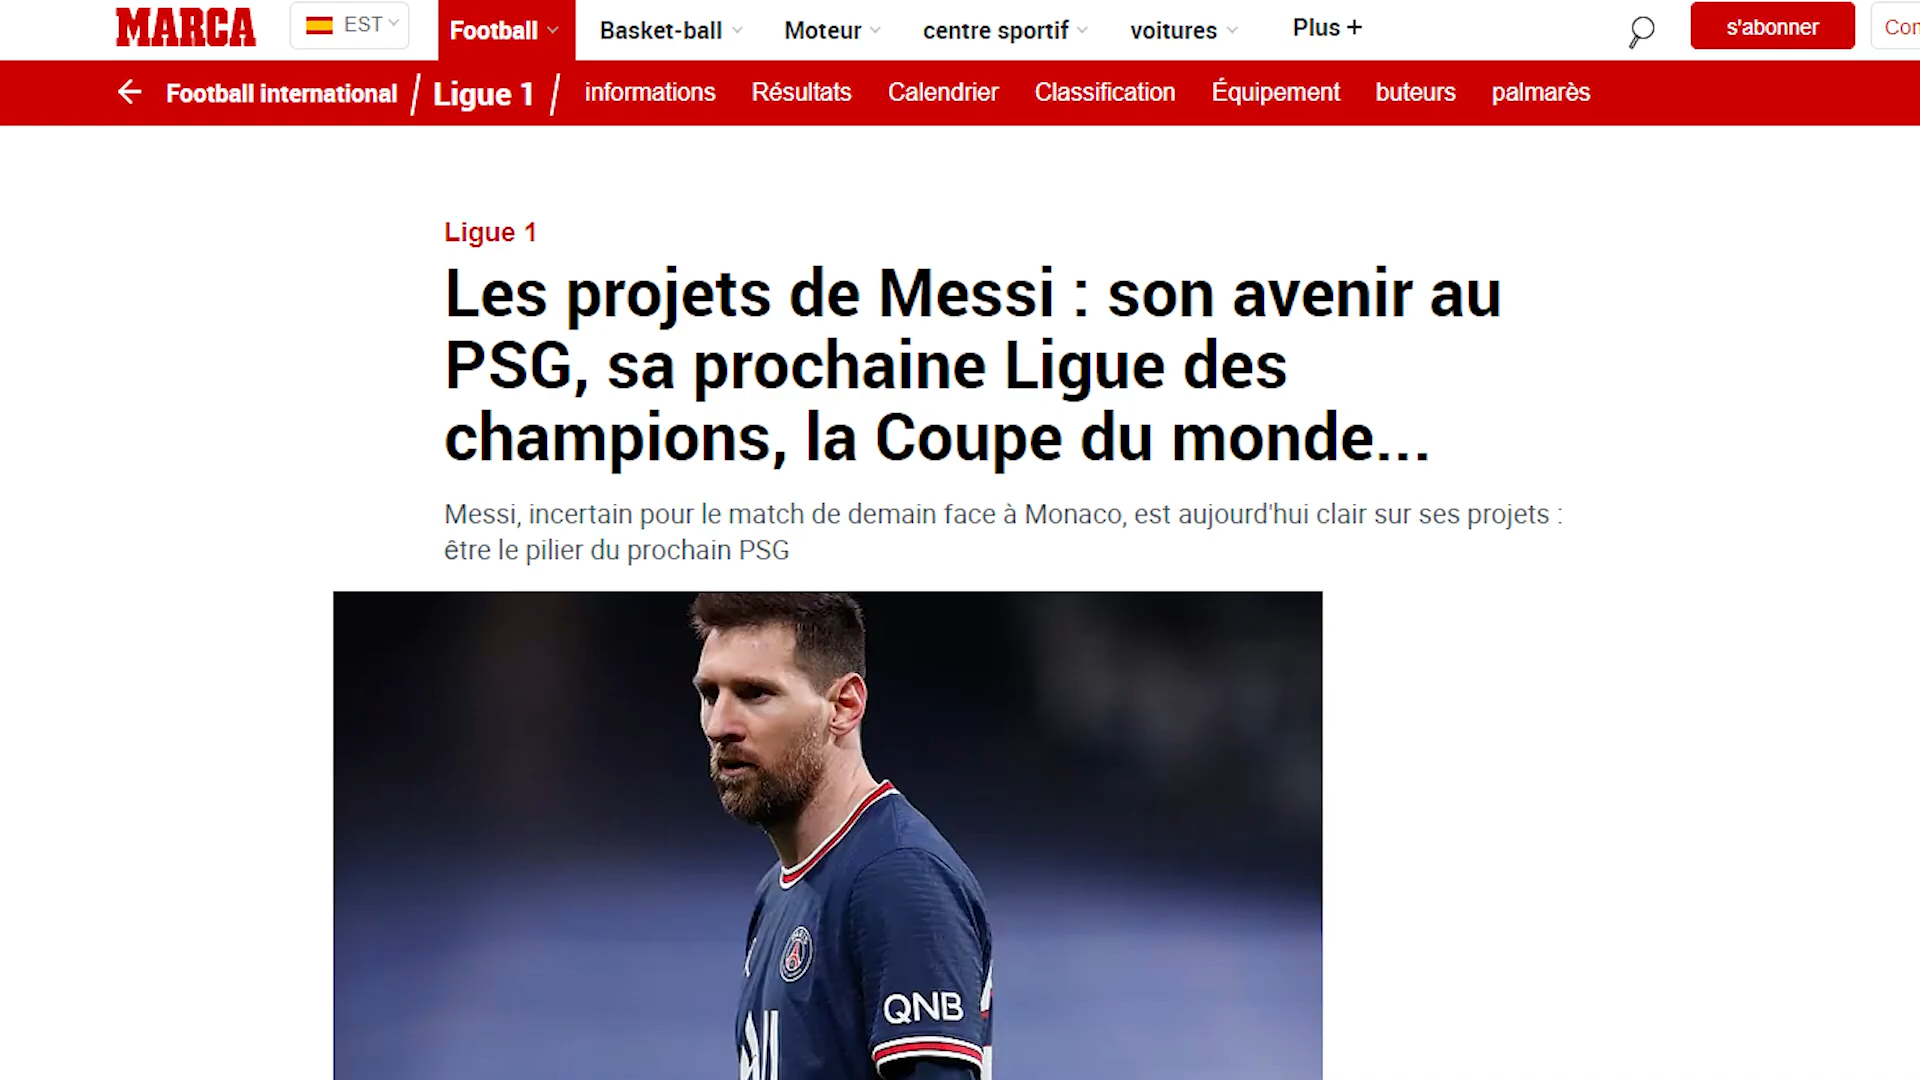 MARCA
EST
Football
Basket-ball
Moteur
centre sportif
voitures
Plus +
s'abonner
Football international / Ligue 1 /
informations
Résultats
Calendrier
Classification
Équipement
buteurs
palmarès
Ligue 1
Les projets de Messi : son avenir au
PSG, sa prochaine Ligue des
champions, la Coupe du monde...
Messi, incertain pour le match de demain face à Monaco, est aujourd'hui clair sur ses projets :
être le pilier du prochain PSG
QNB